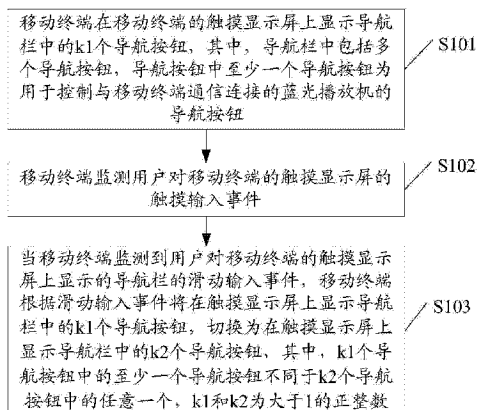 移动终端在移动终端的触摸显示屏上显示导航
栏中的k1个导航按钮，其中，导航栏中包括多
个导航按钮，导航按钮中至少一个导航按钮为
用于控制与移动终端通信连接的蓝光播放机的
导航按钮
S101
移动终端监测用户对移动终端的触摸显示屏的
触摸输入事件
S102
当移动终端监测到用户对移动终端的触摸显示
屏上显示的导航栏的滑动输入事件，移动终端
根据滑动输入事件将在触摸显示屏上显示导航
栏中的k1个导航按钮，切换为在触摸显示屏上
显示导航栏中的k2个导航按钮，其中，k1个导
航按钮中的至少一个导航按钮不同于k2个导航
按钮中的任意一个，k1和k2为大于1的正整数
S103